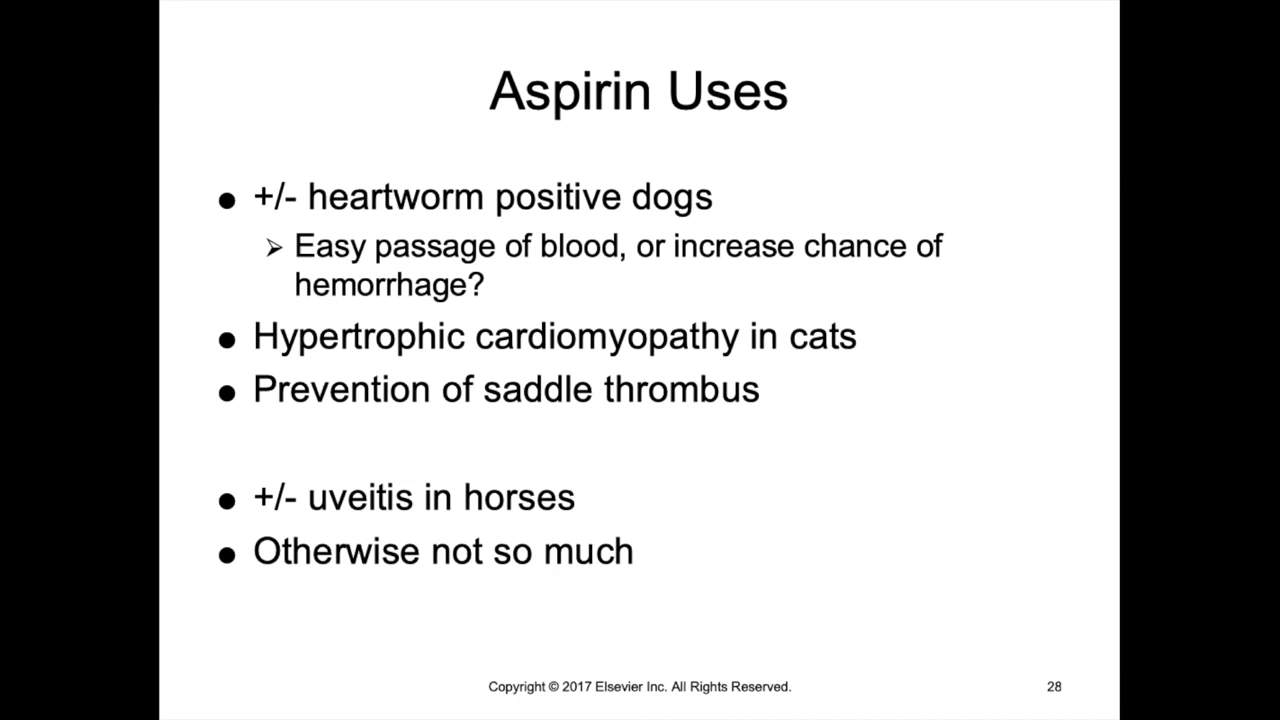 Aspirin Uses
● +/- heartworm positive dogs
➢ Easy passage of blood, or increase chance of
hemorrhage?
● Hypertrophic cardiomyopathy in cats
● Prevention of saddle thrombus
● +/- uveitis in horses
● Otherwise not so much
Copyright © 2017 Elsevier Inc. All Rights Reserved.
28